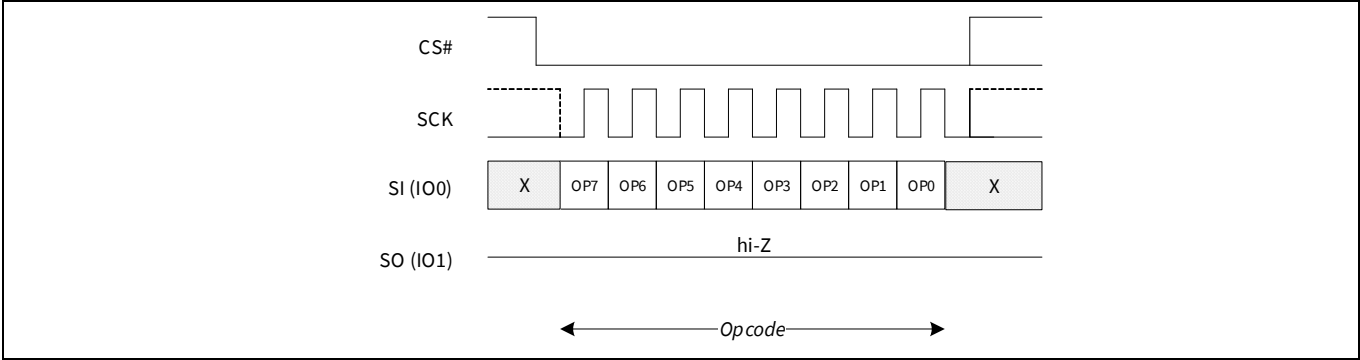 CS#
SCK
SI (IO0)
X OP7 OP6 OP5 OP4 OP3 OP2 OP1 OP0 X
hi-Z
SO (IO1)
Opcode